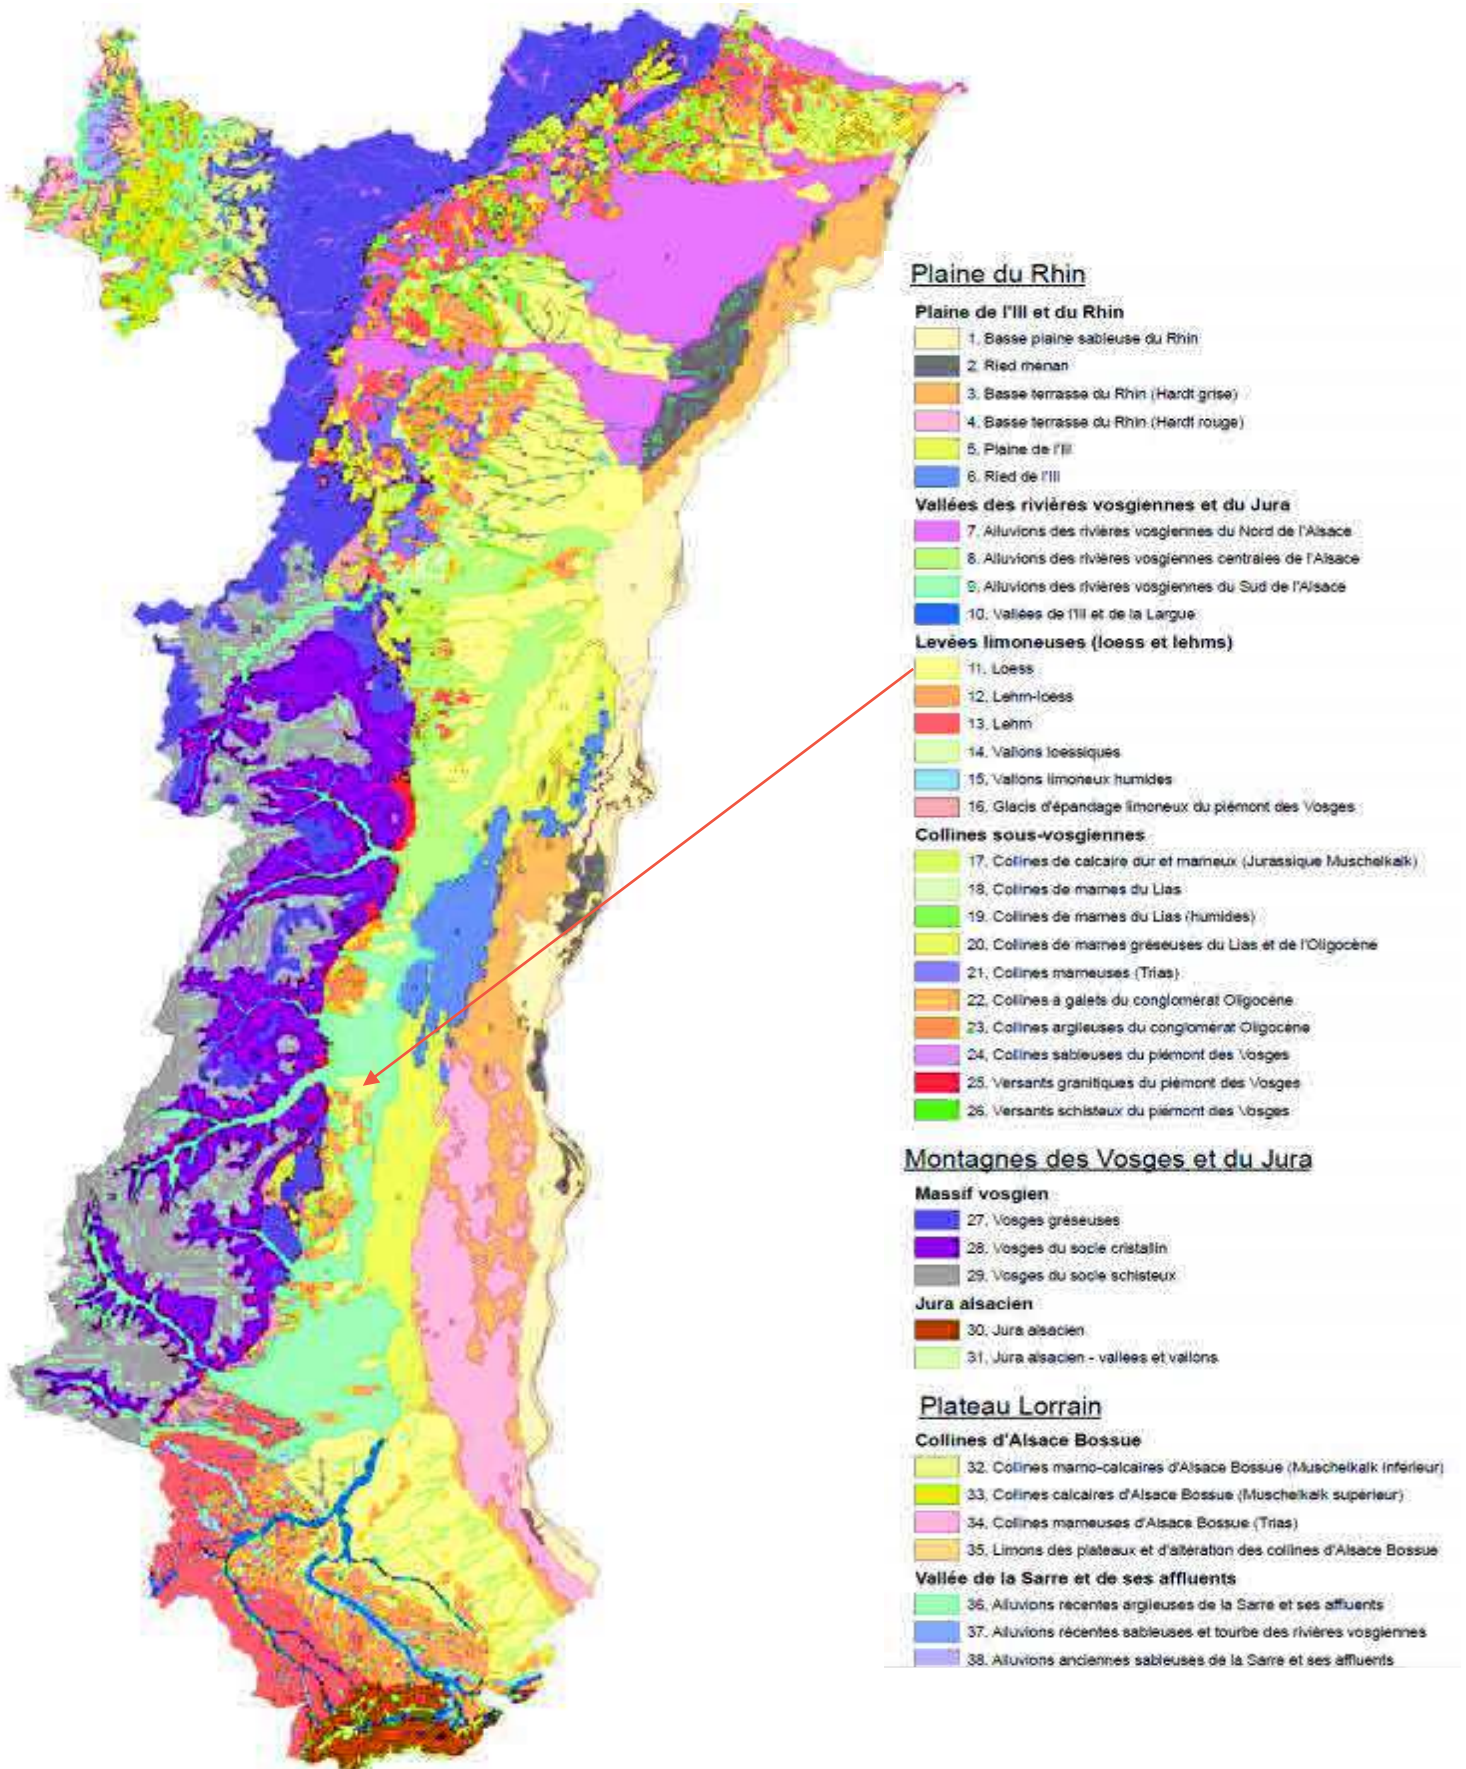 Plaine du Rhin
Plaine de l'Ill et du Rhin
1. Basse plaine sableuse du Rhin
2. Ried rhénan
3. Basse terrasse du Rhin (Hardt grise)
4. Basse terrasse du Rhin (Hardt rouge)
5. Plaine de l'Ill
6. Ried de l'Ill
Vallées des rivières vosgiennes et du Jura
7. Alluvions des rivières vosgiennes du Nord de l'Alsace
8. Alluvions des rivières vosgiennes centrales de l'Alsace
9. Alluvions des rivières vosgiennes du Sud de l'Alsace
10. Vallées de l'Ill et de la Largue
Levées limoneuses (loess et lehms)
11. Loess
12. Lehm-loess
13. Lehm
14. Vallons loessiques
15. Vallons limoneux humides
16. Glacis d'épandage limoneux du piémont des Vosges
Collines sous-vosgiennes
17. Collines de calcaire dur et marneux (Jurassique Muschelkalk)
18. Collines de marnes du Lias
19. Collines de marnes du Lias (humides)
20. Collines de marnes gréseuses du Lias et de l'Oligocène
21. Collines marneuses (Trias)
22. Collines à galets du conglomérat Oligocène
23. Collines argileuses du conglomérat Oligocène
24. Collines sableuses du piémont des Vosges
25. Versants granitiques du piémont des Vosges
26. Versants schisteux du piémont des Vosges
Montagnes des Vosges et du Jura
Massif vosgien
27. Vosges gréseuses
28. Vosges du socle cristallin
29. Vosges du socle schisteux
Jura alsacien
30. Jura alsacien
31. Jura alsacien - vallées et vallons
Plateau Lorrain
Collines d'Alsace Bossue
32. Collines marno-calcaires d'Alsace Bossue (Muschelkalk inférieur)
33. Collines calcaires d'Alsace Bossue (Muschelkalk supérieur)
34. Collines marneuses d'Alsace Bossue (Trias)
35. Limons des plateaux et d'altération des collines d'Alsace Bossue
Vallée de la Sarre et de ses affluents
36. Alluvions récentes argileuses de la Sarre et ses affluents
37. Alluvions récentes sableuses et tourbe des rivières vosgiennes
38. Alluvions anciennes sableuses de la Sarre et ses affluents